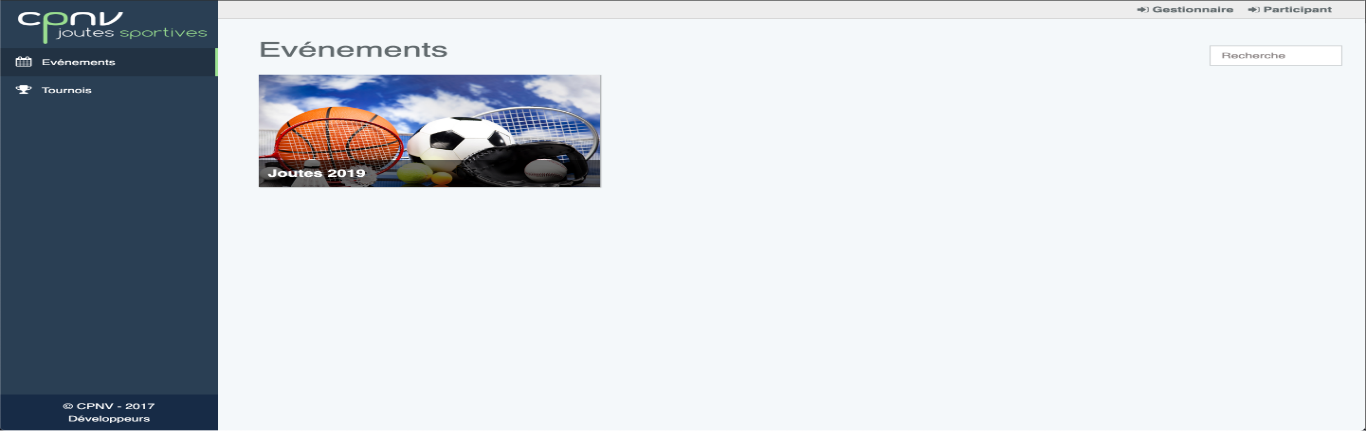 cpnv
joutes sportives
Gestionnaire Participant
Evénements
Tournois
Evénements
Recherche
Joutes 2019
© CPNV - 2017
Développeurs